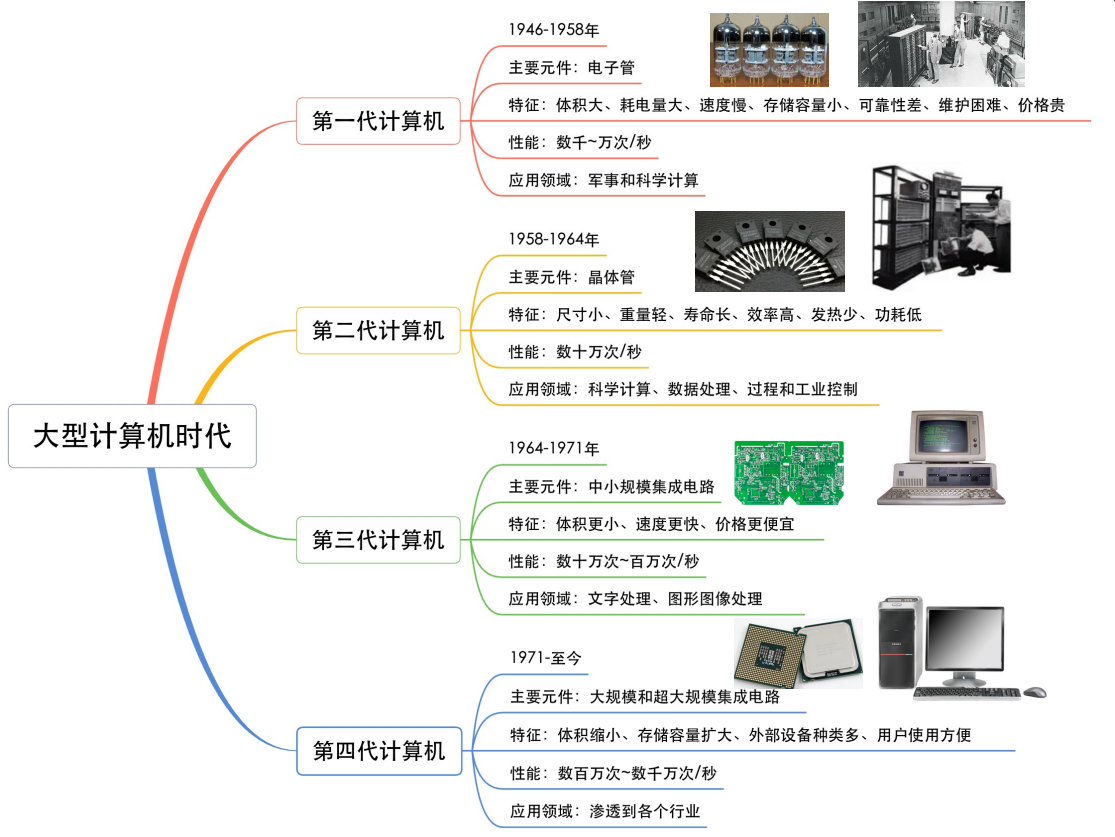 大型计算机时代
第一代计算机
1946-1958年
主要元件：电子管
特征：体积大、耗电量大、速度慢、存储容量小、可靠性差、维护困难、价格贵
性能：数千~万次/秒
应用领域：军事和科学计算
第二代计算机
1958-1964年
主要元件：晶体管
特征：尺寸小、重量轻、寿命长、效率高、发热少、功耗低
性能：数十万次/秒
应用领域：科学计算、数据处理、过程和工业控制
第三代计算机
1964-1971年
主要元件：中小规模集成电路
特征：体积更小、速度更快、价格更便宜
性能：数十万次~百万次/秒
应用领域：文字处理、图形图像处理
第四代计算机
1971-至今
主要元件：大规模和超大规模集成电路
特征：体积缩小、存储容量扩大、外部设备种类多、用户使用方便
性能：数百万次~数千万次/秒
应用领域：渗透到各个行业